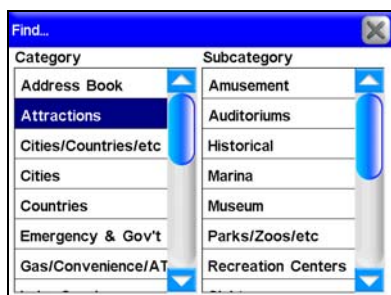 Find...
Category
Subcategory
Address Book
Amusement
Attractions
Auditoriums
Cities/Countries/etc
Historical
Cities
Marina
Countries
Museum
Emergency & Gov't
Parks/Zoos/etc
Gas/Convenience/AT
Recreation Centers